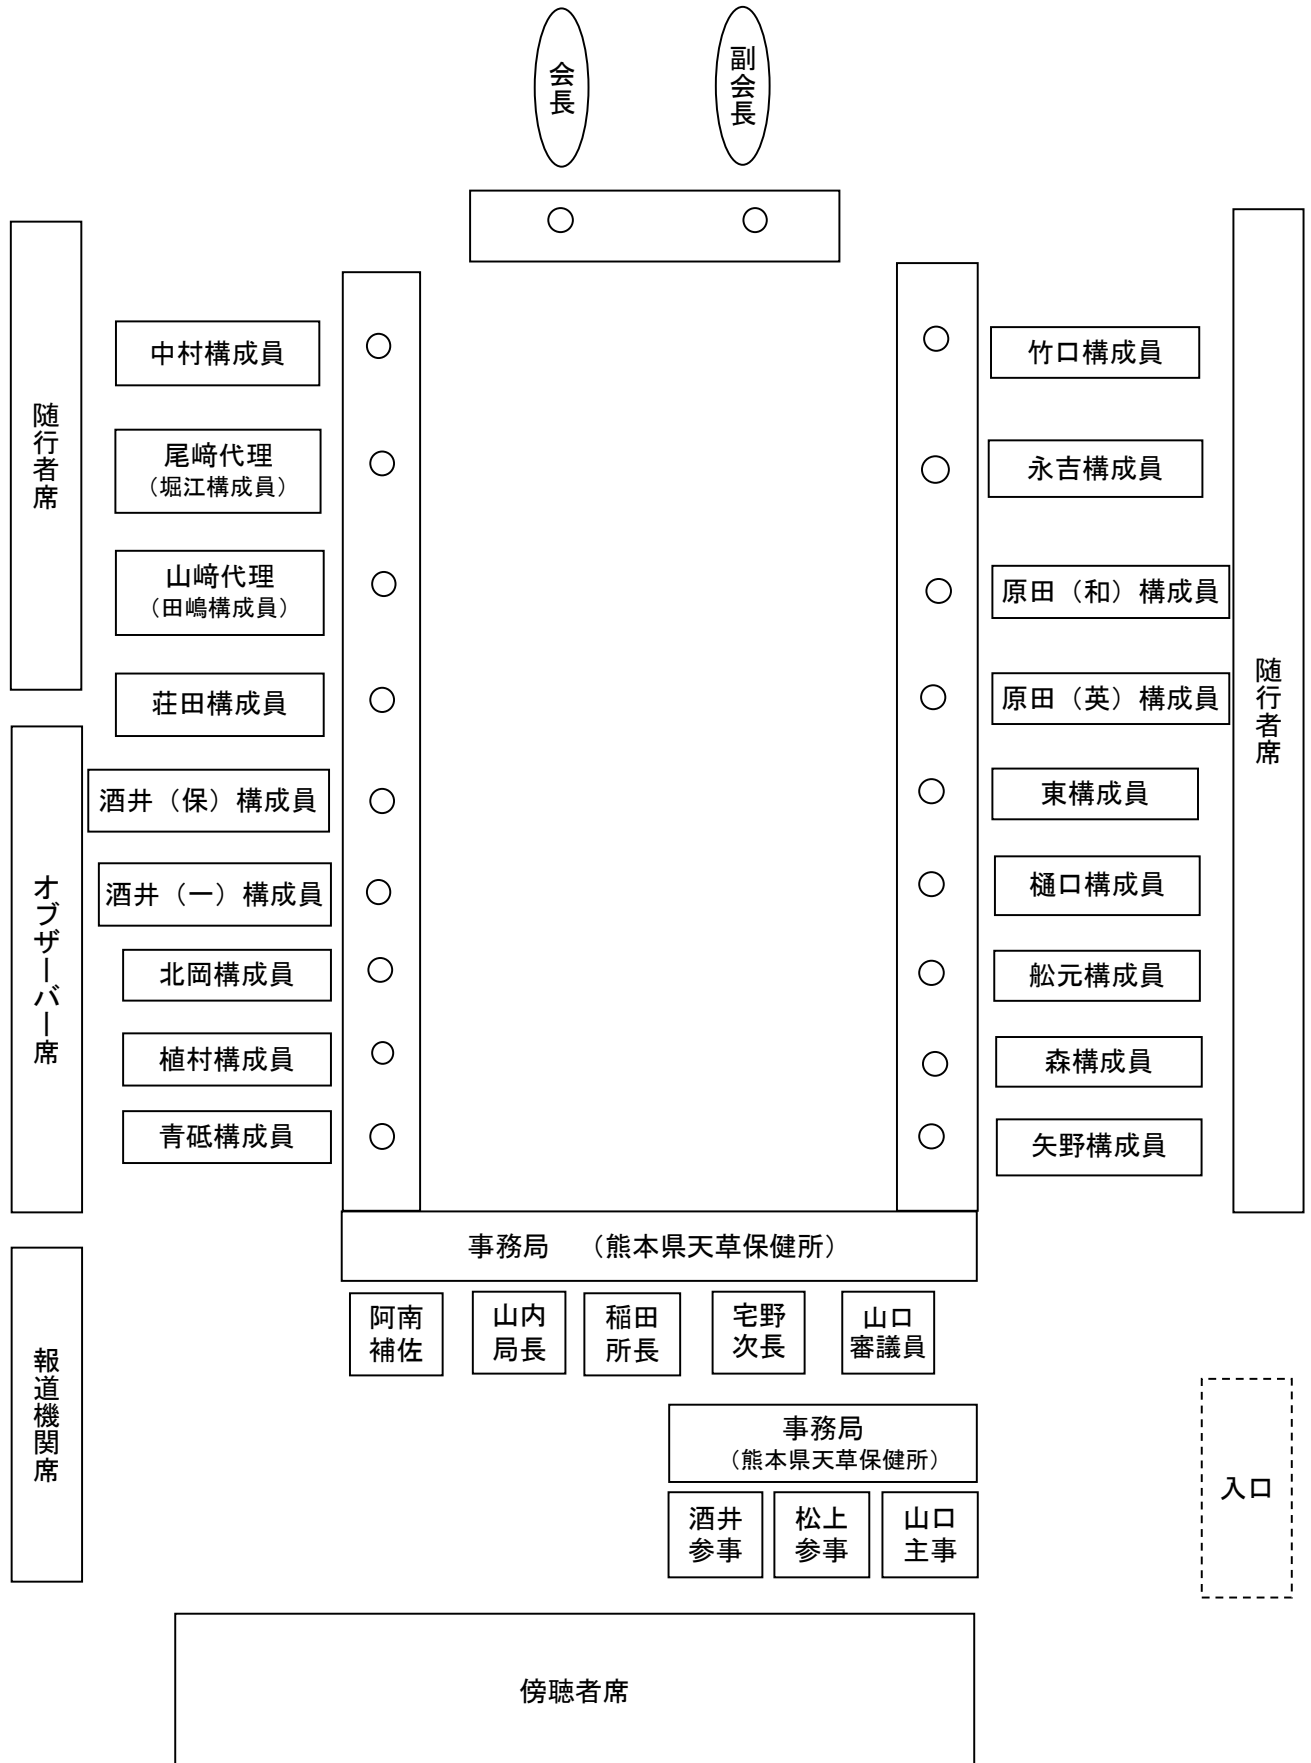 会長
副会長
随行者席
中村構成員
尾﨑代理
（堀江構成員）
山﨑代理
（田嶋構成員）
荘田構成員
酒井（保）構成員
酒井（一）構成員
北岡構成員
植村構成員
青砥構成員
オブザーバー席
報道機関席
竹口構成員
永吉構成員
原田（和）構成員
原田（英）構成員
東構成員
樋口構成員
舩元構成員
森構成員
矢野構成員
随行者席
事務局　（熊本県天草保健所）
阿南
補佐
山内
局長
稲田
所長
宅野
次長
山口
審議員
事務局
（熊本県天草保健所）
酒井
参事
松上
参事
山口
主事
入口
傍聴者席